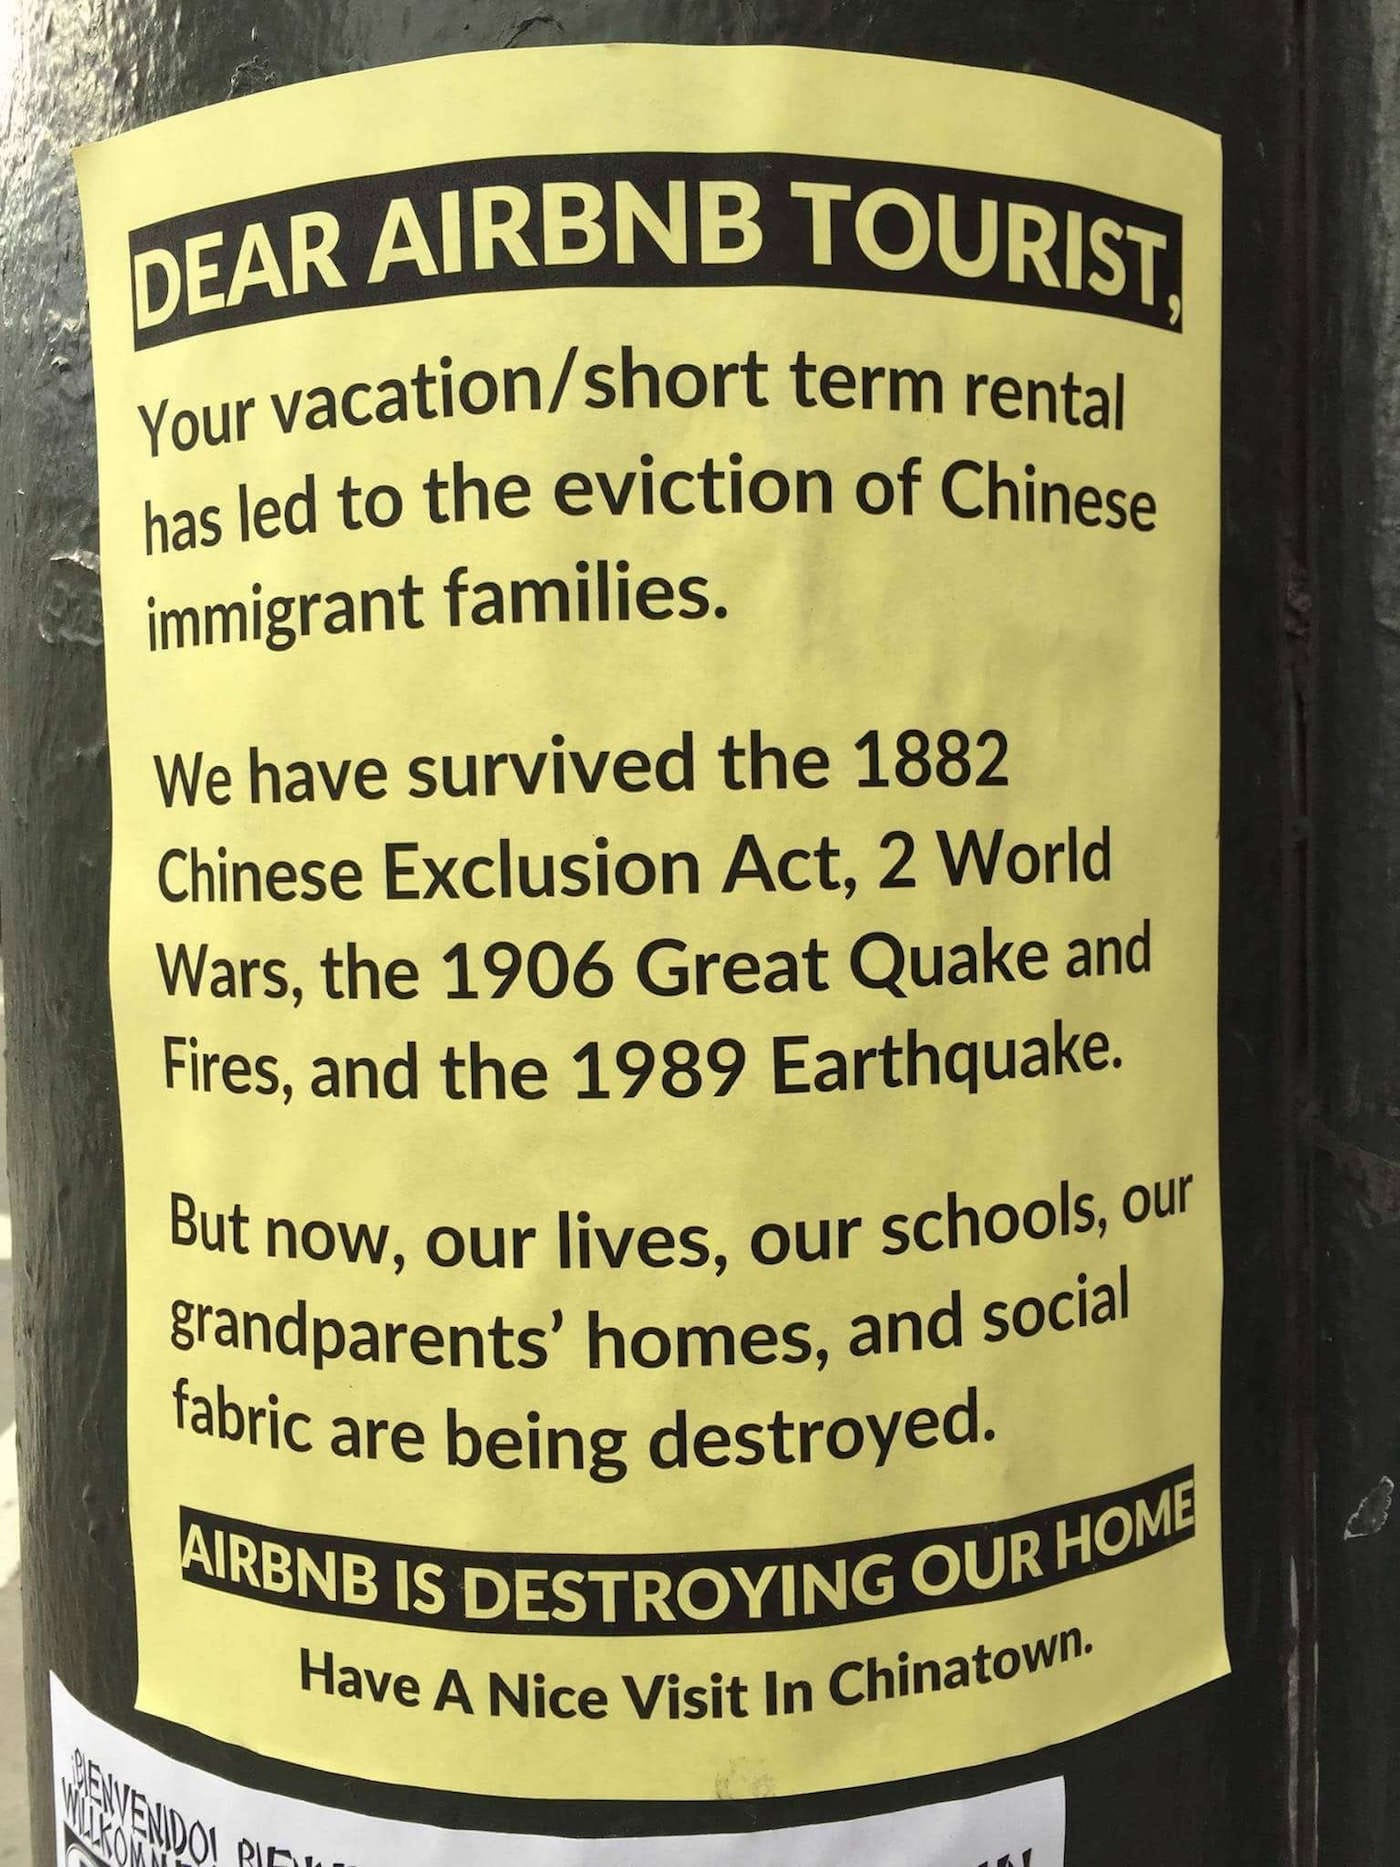 DEAR AIRBNB TOURIST,
Your vacation/short term rental
has led to the eviction of Chinese
immigrant families.
We have survived the 1882
Chinese Exclusion Act, 2 World
Wars, the 1906 Great Quake and
Fires, and the 1989 Earthquake.
But now, our lives, our schools, our
grandparents’ homes, and social
fabric are being destroyed.
AIRBNB IS DESTROYING OUR HOME
Have A Nice Visit In Chinatown.
¡BIENVENIDO!